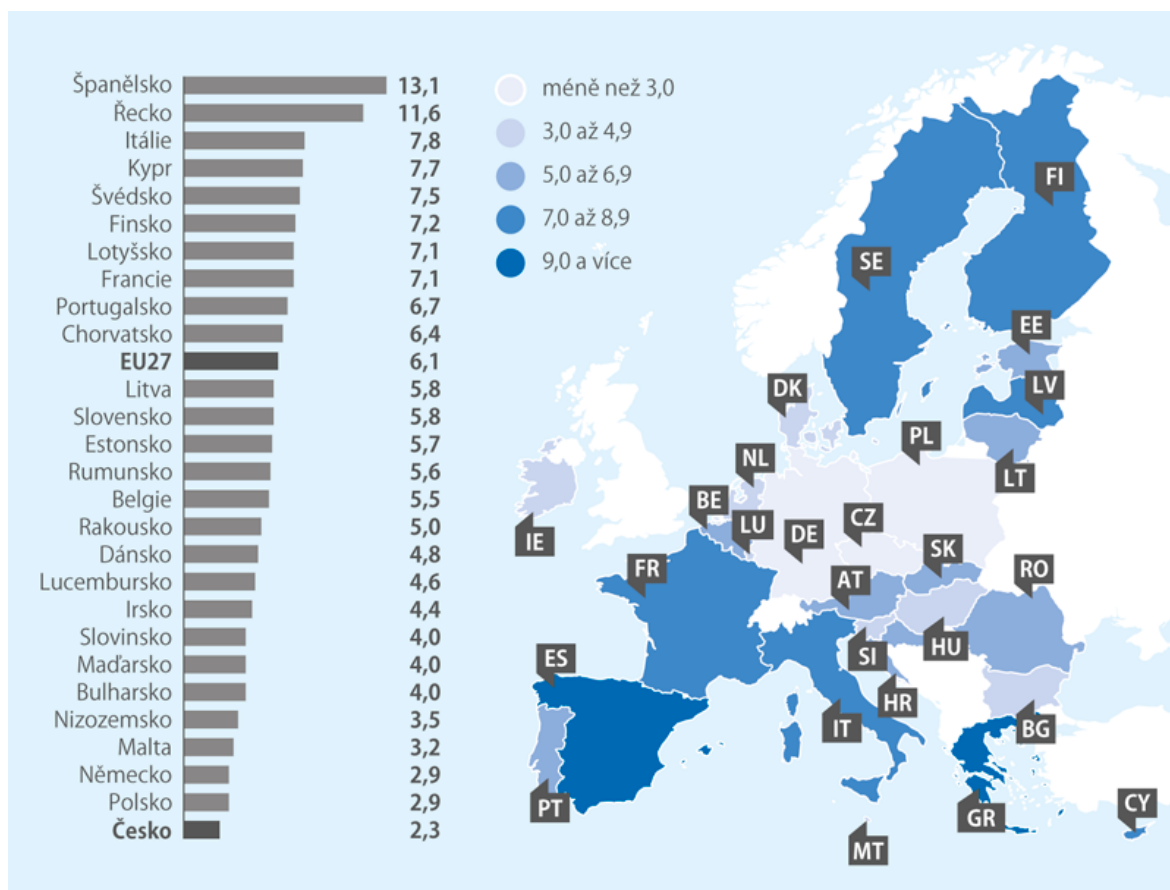 Španělsko 13,1
Řecko 11,6
Itálie 7,8
Kypr 7,7
Švédsko 7,5
Finsko 7,2
Lotyšsko 7,1
Francie 7,1
Portugalsko 6,7
Chorvatsko 6,4
EU27 6,1
Litva 5,8
Slovensko 5,8
Estonsko 5,7
Rumunsko 5,6
Belgie 5,5
Rakousko 5,0
Dánsko 4,8
Lucembursko 4,6
Irsko 4,4
Slovinsko 4,0
Maďarsko 4,0
Bulharsko 4,0
Nizozemsko 3,5
Malta 3,2
Německo 2,9
Polsko 2,9
Česko 2,3
méně než 3,0
3,0 až 4,9
5,0 až 6,9
7,0 až 8,9
9,0 a více
FI
SE
EE
LV
DK
PL
NL
LT
BE
CZ
IE
LU
DE
SK
FR
AT
RO
ES
SI
HU
HR
IT
BG
PT
GR
CY
MT